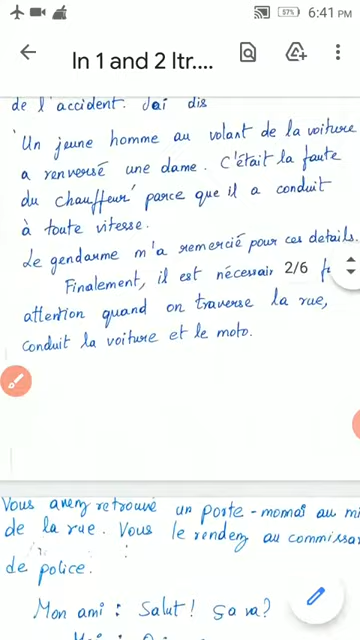 57% 6:41 PM
In 1 and 2 ltr....
de l'accident. J'ai dis
'Un jeune homme au volant de la voiture
a renversé une dame. C'était la faute
du chauffeur' parce que il a conduit
à toute vitesse.
Le gendarme m'a remercié pour ces details.
Finalement, il est nécessair 2/6
attention quand on traverse la rue,
conduit la voiture et le moto.
Vous avez retrouvé un porte-monnai au mi
de la rue. Vous le rendez au commissar
de police.
Mon ami : Salut! ça va?